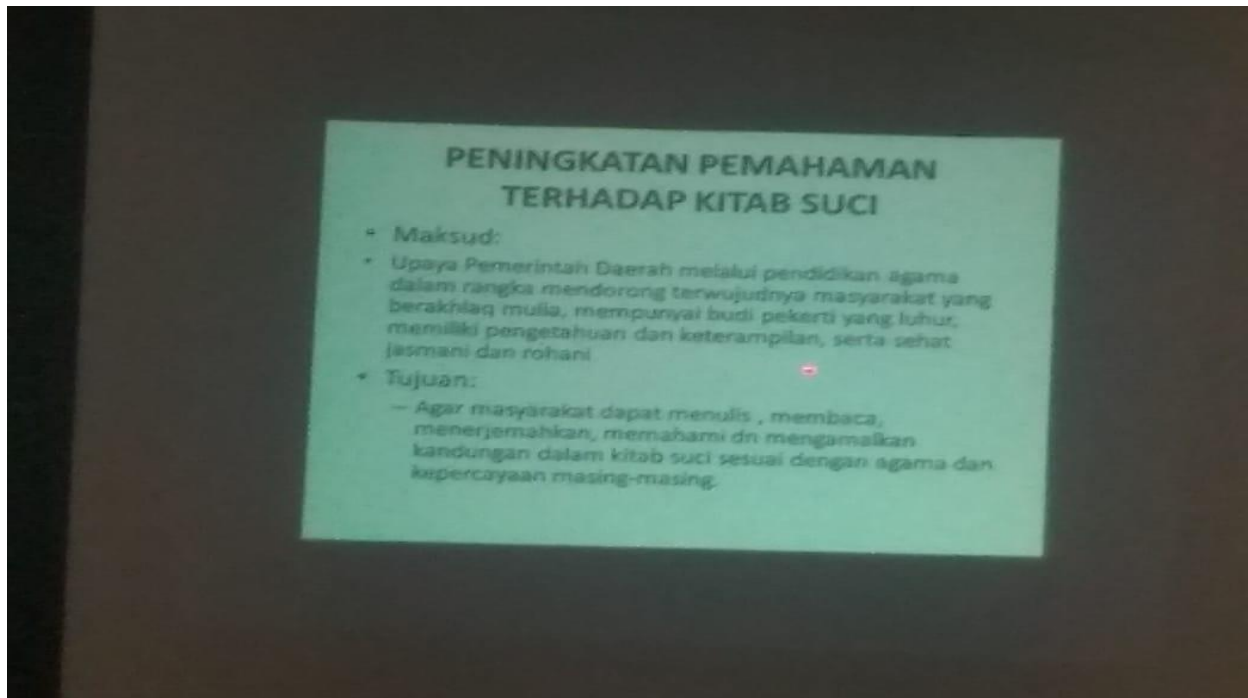 PENINGKATAN PEMAHAMAN
TERHADAP KITAB SUCI
• Maksud:
• Upaya Pemerintah Daerah melalui pendidikan agama
dalam rangka mendorong terwujudnya masyarakat yang
berakhlaq mulia, mempunyai budi pekerti yang luhur,
memiliki pengetahuan dan keterampilan, serta sehat
jasmani dan rohani
• Tujuan:
– Agar masyarakat dapat menulis , membaca,
menerjemahkan, memahami dn mengamalkan
kandungan dalam kitab suci sesuai dengan agama dan
kepercayaan masing-masing.